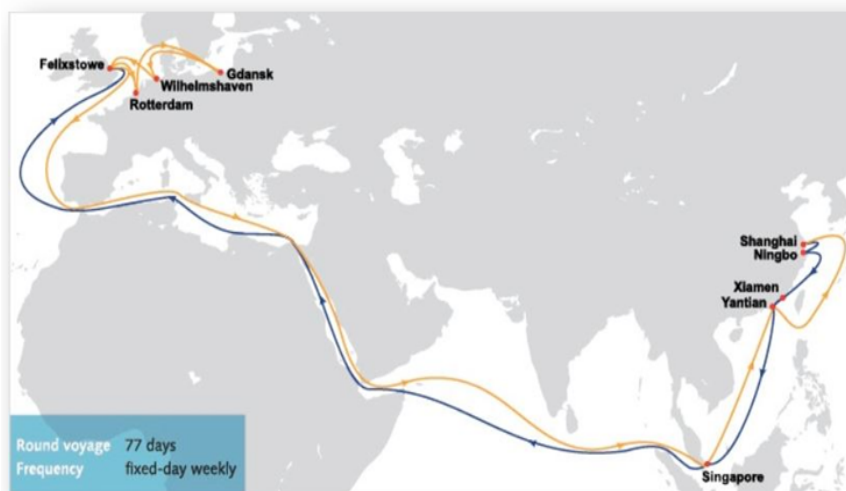 Felixstowe
Gdansk
Wilhelmshaven
Rotterdam
Shanghai
Ningbo
Xiamen
Yantian
Singapore
Round voyage 77 days
Frequency fixed-day weekly